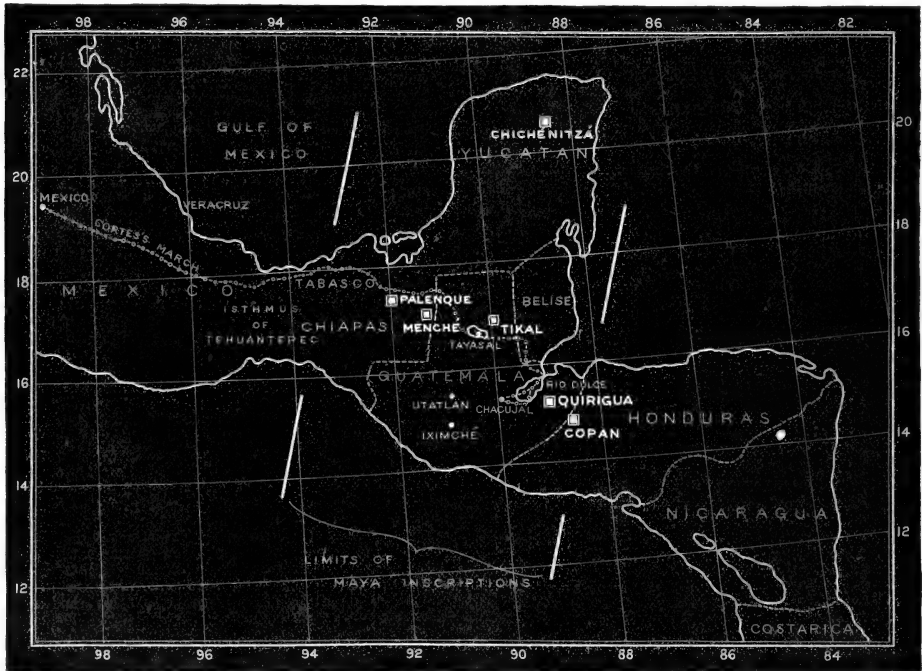 98 96 94 92 90 88 86 84 82
22
GULF OF
MEXICO
CHICHENITZÁ
YUCATAN
20
20
MEXICO
VERACRUZ
CORTES'S MARCH
18
18
MEXICO
TABASCO
ISTHMUS
OF
TEHUANTEPEC
CHIAPAS
PALENQUE
MENCHÉ
TIKAL
TAYASAL
BELISE
16
16
GUATEMALA
RIO DULCE
UTATLAN
CHACUJAL
QUIRIGUA
HONDURAS
IXIMCHÉ
COPAN
14
14
NICARAGUA
LIMITS OF
MAYA INSCRIPTIONS
12
12
COSTARICA
98 96 94 92 90 88 86 84